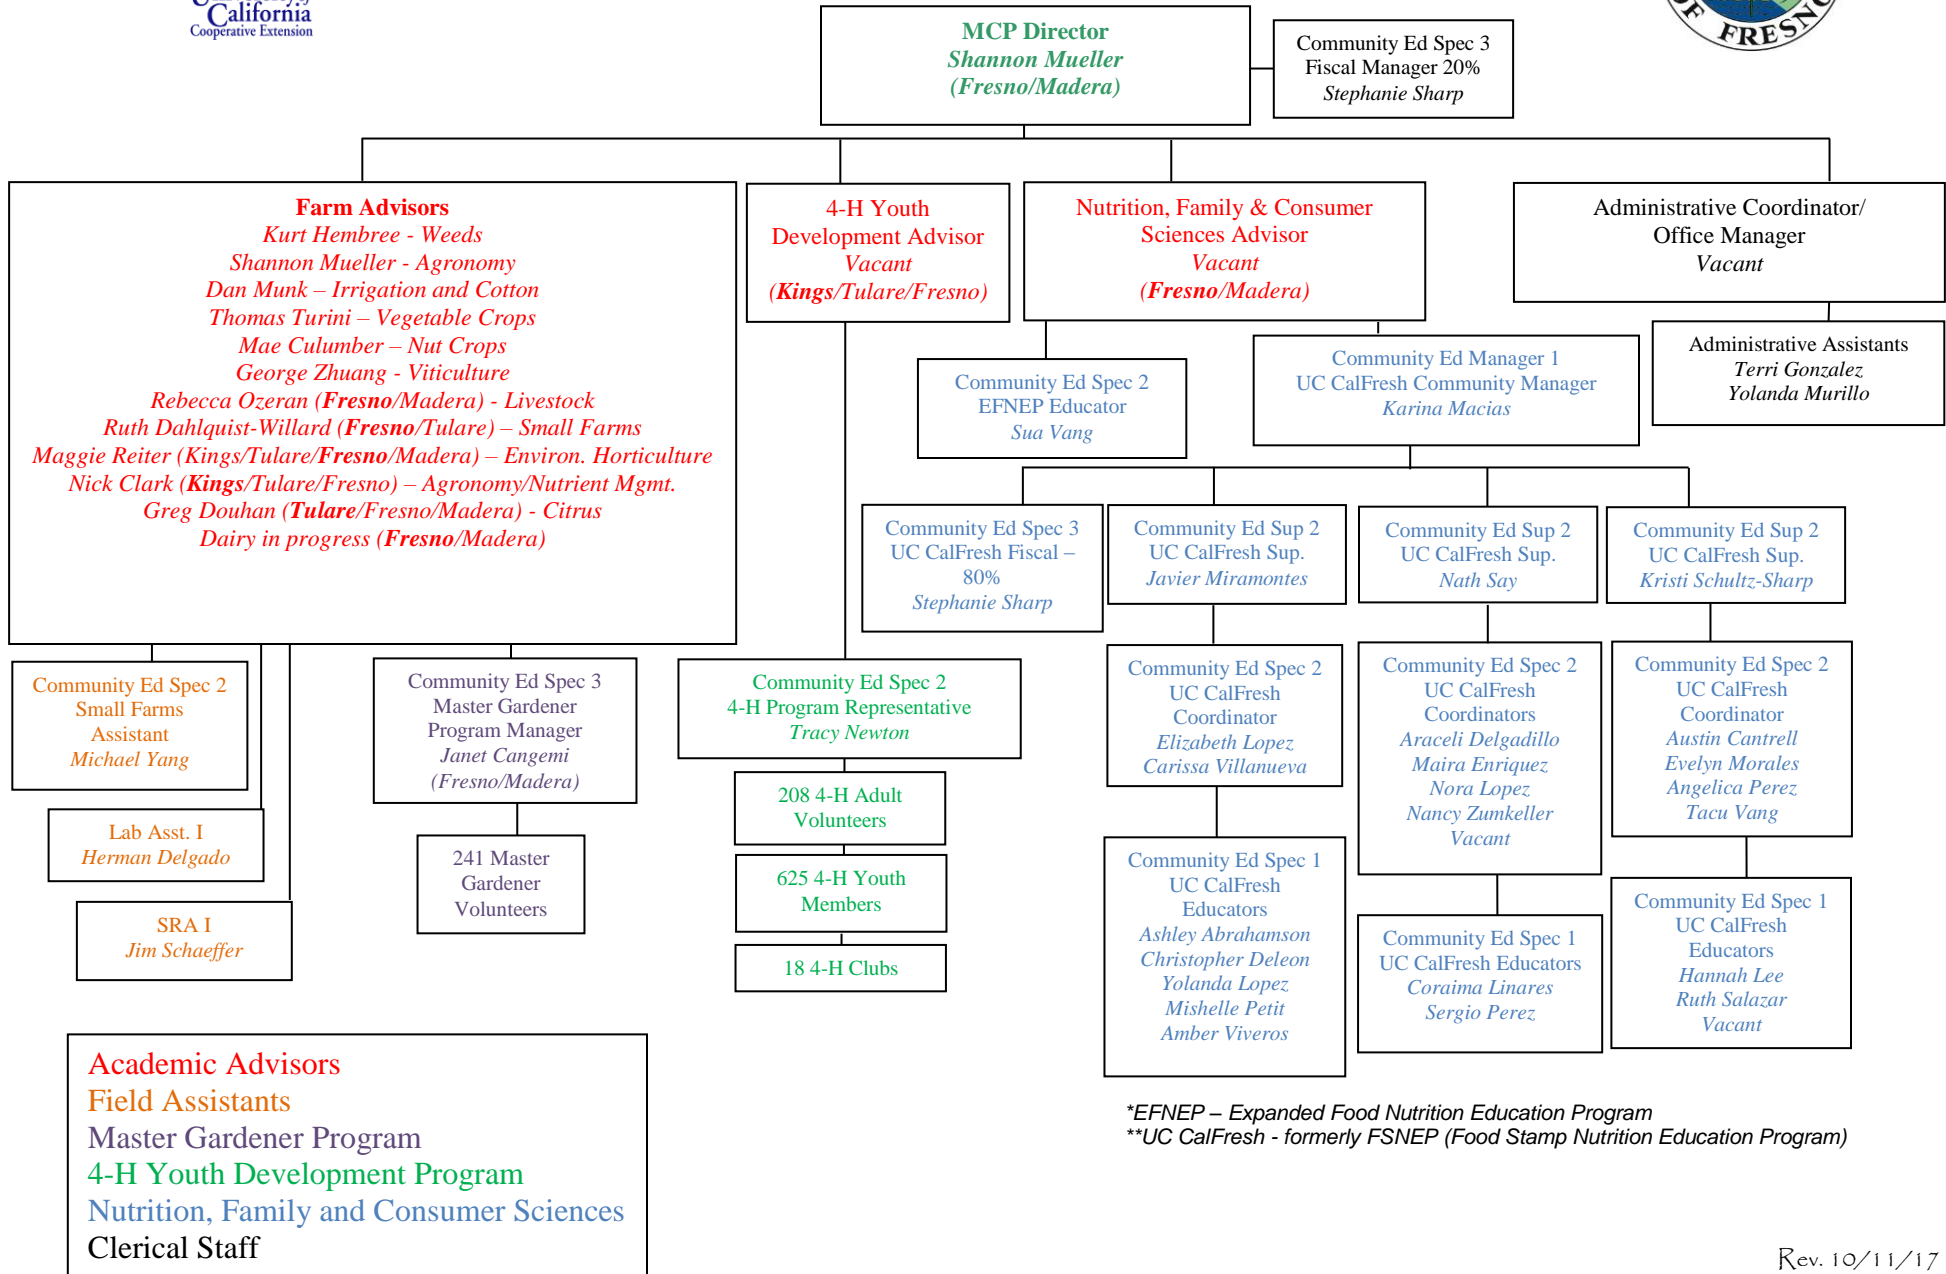 California
Cooperative Extension
OF FRESNO
MCP Director
Shannon Mueller
(Fresno/Madera)
Community Ed Spec 3
Fiscal Manager 20%
Stephanie Sharp
Farm Advisors
Kurt Hembree - Weeds
Shannon Mueller - Agronomy
Dan Munk – Irrigation and Cotton
Thomas Turini – Vegetable Crops
Mae Culumber – Nut Crops
George Zhuang - Viticulture
Rebecca Ozeran (Fresno/Madera) - Livestock
Ruth Dahlquist-Willard (Fresno/Tulare) – Small Farms
Maggie Reiter (Kings/Tulare/Fresno/Madera) – Environ. Horticulture
Nick Clark (Kings/Tulare/Fresno) – Agronomy/Nutrient Mgmt.
Greg Douhan (Tulare/Fresno/Madera) - Citrus
Dairy in progress (Fresno/Madera)
4-H Youth
Development Advisor
Vacant
(Kings/Tulare/Fresno)
Nutrition, Family & Consumer
Sciences Advisor
Vacant
(Fresno/Madera)
Administrative Coordinator/
Office Manager
Vacant
Administrative Assistants
Terri Gonzalez
Yolanda Murillo
Community Ed Spec 2
EFNEP Educator
Sua Vang
Community Ed Manager 1
UC CalFresh Community Manager
Karina Macias
Community Ed Spec 3
UC CalFresh Fiscal –
80%
Stephanie Sharp
Community Ed Sup 2
UC CalFresh Sup.
Javier Miramontes
Community Ed Sup 2
UC CalFresh Sup.
Nath Say
Community Ed Sup 2
UC CalFresh Sup.
Kristi Schultz-Sharp
Community Ed Spec 2
Small Farms
Assistant
Michael Yang
Lab Asst. I
Herman Delgado
SRA I
Jim Schaeffer
Community Ed Spec 3
Master Gardener
Program Manager
Janet Cangemi
(Fresno/Madera)
241 Master
Gardener
Volunteers
Community Ed Spec 2
4-H Program Representative
Tracy Newton
208 4-H Adult
Volunteers
625 4-H Youth
Members
18 4-H Clubs
Community Ed Spec 2
UC CalFresh
Coordinator
Elizabeth Lopez
Carissa Villanueva
Community Ed Spec 1
UC CalFresh
Educators
Ashley Abrahamson
Christopher Deleon
Yolanda Lopez
Mishelle Petit
Amber Viveros
Community Ed Spec 2
UC CalFresh
Coordinators
Araceli Delgadillo
Maira Enriquez
Nora Lopez
Nancy Zumkeller
Vacant
Community Ed Spec 1
UC CalFresh Educators
Coraima Linares
Sergio Perez
Community Ed Spec 2
UC CalFresh
Coordinator
Austin Cantrell
Evelyn Morales
Angelica Perez
Tacu Vang
Community Ed Spec 1
UC CalFresh
Educators
Hannah Lee
Ruth Salazar
Vacant
Academic Advisors
Field Assistants
Master Gardener Program
4-H Youth Development Program
Nutrition, Family and Consumer Sciences
Clerical Staff
*EFNEP – Expanded Food Nutrition Education Program
**UC CalFresh - formerly FSNEP (Food Stamp Nutrition Education Program)
Rev. 10/11/17